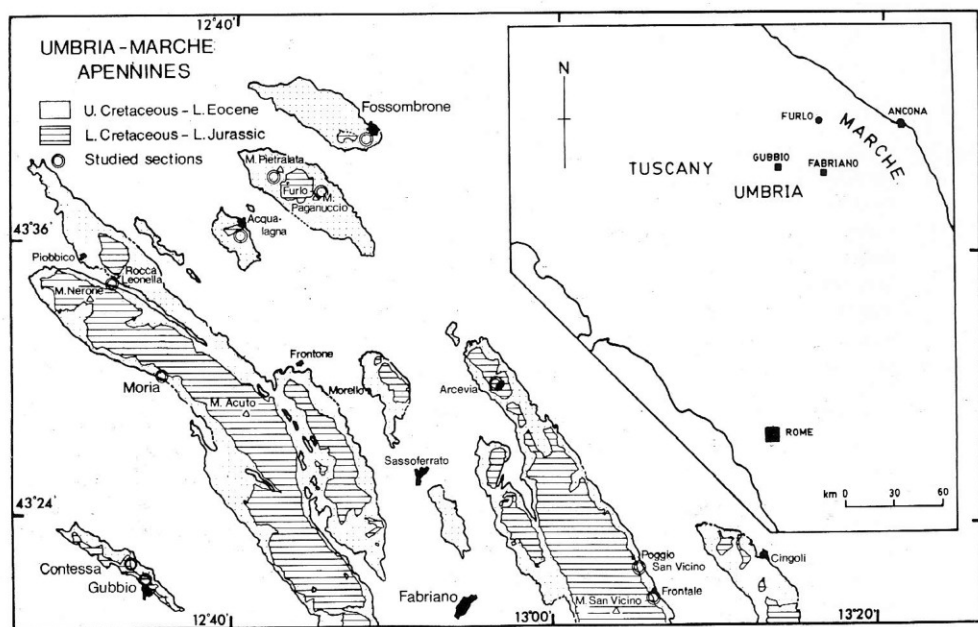 12°40'
UMBRIA-MARCHE
APENNINES
U. Cretaceous - L. Eocene
L. Cretaceous - L. Jurassic
Studied sections
Fossombrone
M. Pietralata
Furlo
M.
Paganuccio
Acqua-
lagna
43°36'
Piobbico
Rocca
Leonella
M. Nerone
Moria
M. Acuto
Frontone
Morello
Arcevia
Sassoferrato
43°24'
Contessa
Gubbio
Fabriano
Poggio
San Vicino
M. San Vicino
Frontale
Cingoli
12°40'
13°00'
13°20'
N
FURLO
ANCONA
MARCHE
GUBBIO
FABRIANO
TUSCANY
UMBRIA
ROME
km 0 30 60